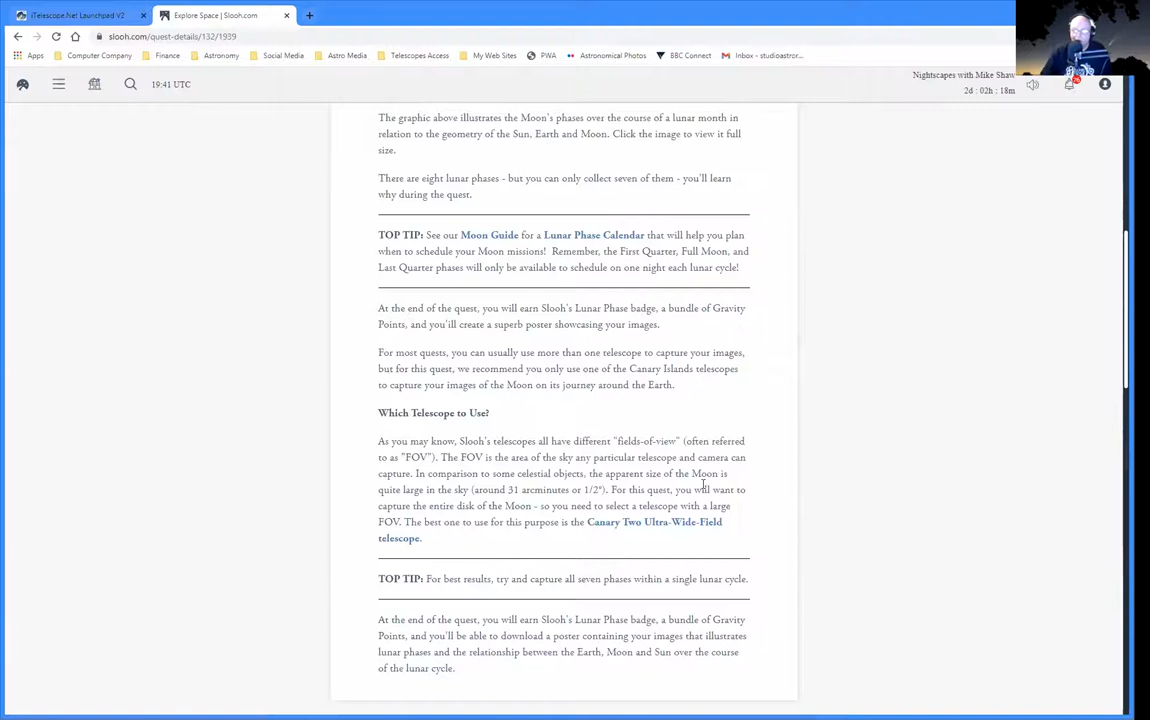 iTelescope.Net Launchpad V2
Explore Space | Slooh.com
slooh.com/quest-details/132/1939
Apps
Computer Company
Finance
Astronomy
Social Media
Astro Media
Telescopes Access
My Web Sites
PWA
Astronomical Photos
BBC Connect
Inbox - studioastror...
19:41 UTC
Nightscapes with Mike Shaw
2d : 02h : 18m
The graphic above illustrates the Moon's phases over the course of a lunar month in
relation to the geometry of the Sun, Earth and Moon. Click the image to view it full
size.
There are eight lunar phases - but you can only collect seven of them - you'll learn
why during the quest.
TOP TIP: See our Moon Guide for a Lunar Phase Calendar that will help you plan
when to schedule your Moon missions! Remember, the First Quarter, Full Moon, and
Last Quarter phases will only be available to schedule on one night each lunar cycle!
At the end of the quest, you will earn Slooh's Lunar Phase badge, a bundle of Gravity
Points, and you'ill create a superb poster showcasing your images.
For most quests, you can usually use more than one telescope to capture your images,
but for this quest, we recommend you only use one of the Canary Islands telescopes
to capture your images of the Moon on its journey around the Earth.
Which Telescope to Use?
As you may know, Slooh's telescopes all have different "fields-of-view" (often referred
to as "FOV"). The FOV is the area of the sky any particular telescope and camera can
capture. In comparison to some celestial objects, the apparent size of the Moon is
quite large in the sky (around 31 arcminutes or 1/2°). For this quest, you will want to
capture the entire disk of the Moon - so you need to select a telescope with a large
FOV. The best one to use for this purpose is the Canary Two Ultra-Wide-Field
telescope.
TOP TIP: For best results, try and capture all seven phases within a single lunar cycle.
At the end of the quest, you will earn Slooh's Lunar Phase badge, a bundle of Gravity
Points, and you'll be able to download a poster containing your images that illustrates
lunar phases and the relationship between the Earth, Moon and Sun over the course
of the lunar cycle.